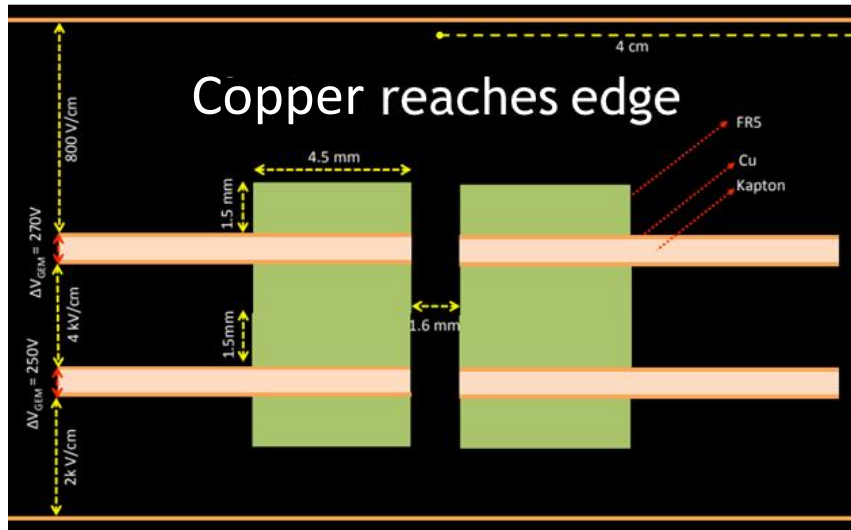 4 cm
Copper reaches edge
800 V/cm
FR5
4.5 mm
Cu
Kapton
1.5 mm
ΔVGEM = 270V
4 kV/cm
1.5mm
1.6 mm
ΔVGEM = 250V
2k V/cm